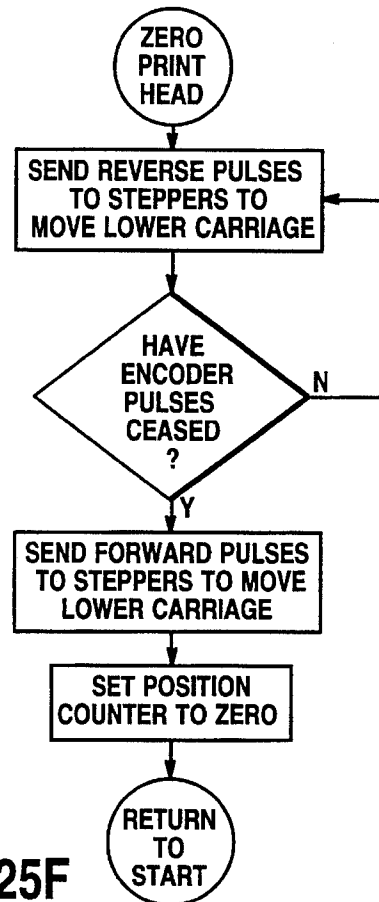 ZERO
PRINT
HEAD
SEND REVERSE PULSES
TO STEPPERS TO
MOVE LOWER CARRIAGE
HAVE
ENCODER
PULSES
CEASED
?
N
Y
SEND FORWARD PULSES
TO STEPPERS TO MOVE
LOWER CARRIAGE
SET POSITION
COUNTER TO ZERO
RETURN
TO
START
25F